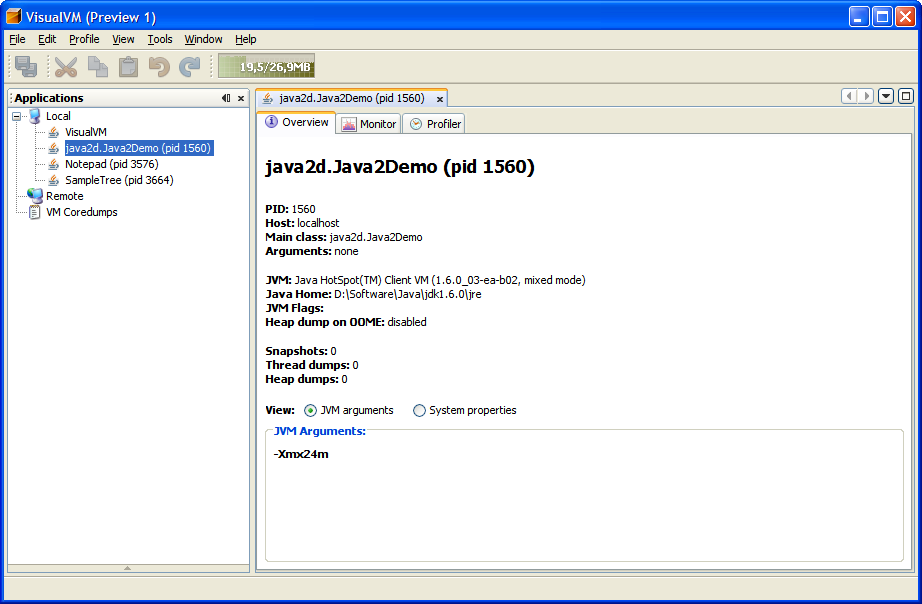 VisualVM (Preview 1)
File Edit Profile View Tools Window Help
19,5/26,9MB
Applications
Local
VisualVM
java2d.Java2Demo (pid 1560)
Notepad (pid 3576)
SampleTree (pid 3664)
Remote
VM Coredumps
java2d.Java2Demo (pid 1560)
Overview Monitor Profiler
java2d.Java2Demo (pid 1560)
PID: 1560
Host: localhost
Main class: java2d.Java2Demo
Arguments: none
JVM: Java HotSpot(TM) Client VM (1.6.0_03-ea-b02, mixed mode)
Java Home: D:\Software\Java\jdk1.6.0\jre
JVM Flags:
Heap dump on OOME: disabled
Snapshots: 0
Thread dumps: 0
Heap dumps: 0
View: JVM arguments System properties
JVM Arguments:
-Xmx24m